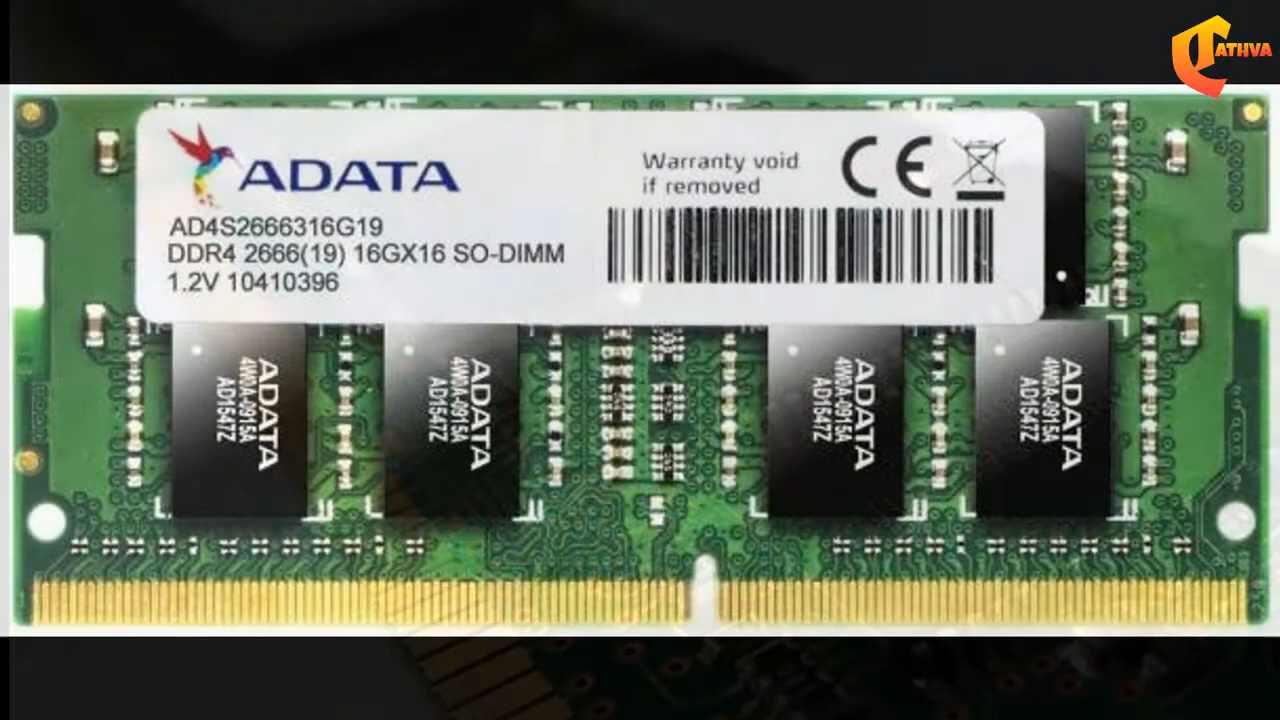 CATHVA
ADATA
Warranty void
if removed
CE
AD4S2666316G19
DDR4 2666(19) 16GX16 SO-DIMM
1.2V 10410396
ADATA
4W0A-0915A
AD1547Z
ADATA
4W0A-0915A
AD1547Z
ADATA
4W0A-0915A
AD1547Z
ADATA
4W0A-0915A
AD1547Z